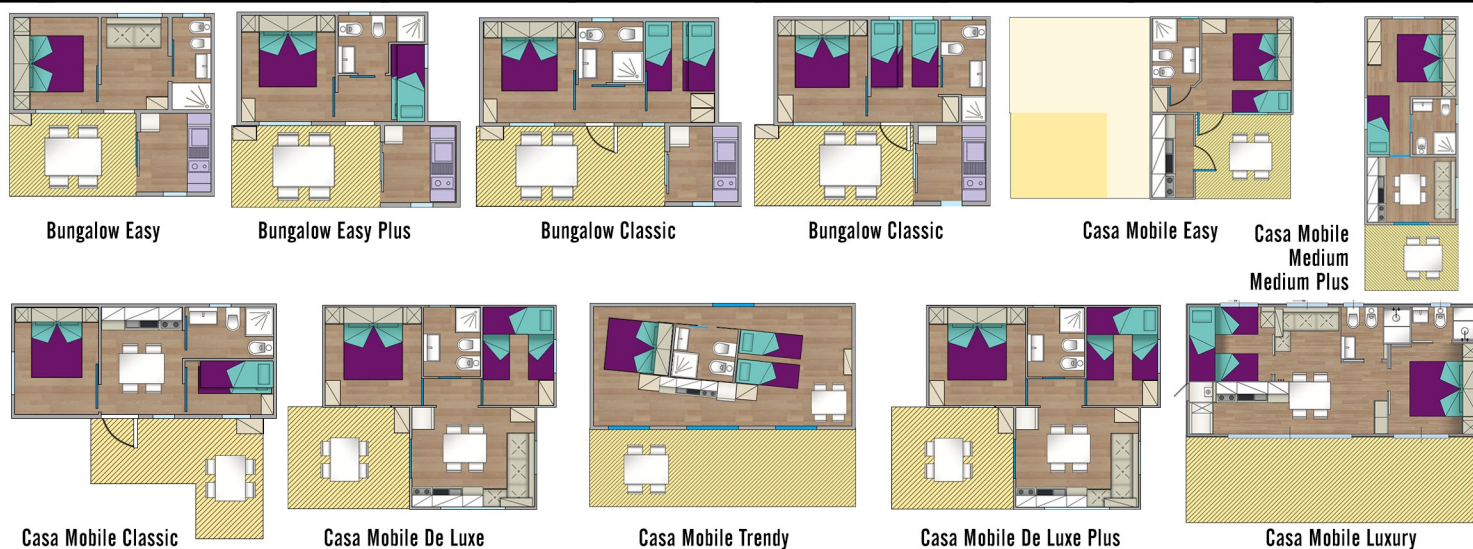 Bungalow Easy
Bungalow Easy Plus
Bungalow Classic
Bungalow Classic
Casa Mobile Easy
Casa Mobile
Medium
Medium Plus
Casa Mobile Classic
Casa Mobile De Luxe
Casa Mobile Trendy
Casa Mobile De Luxe Plus
Casa Mobile Luxury